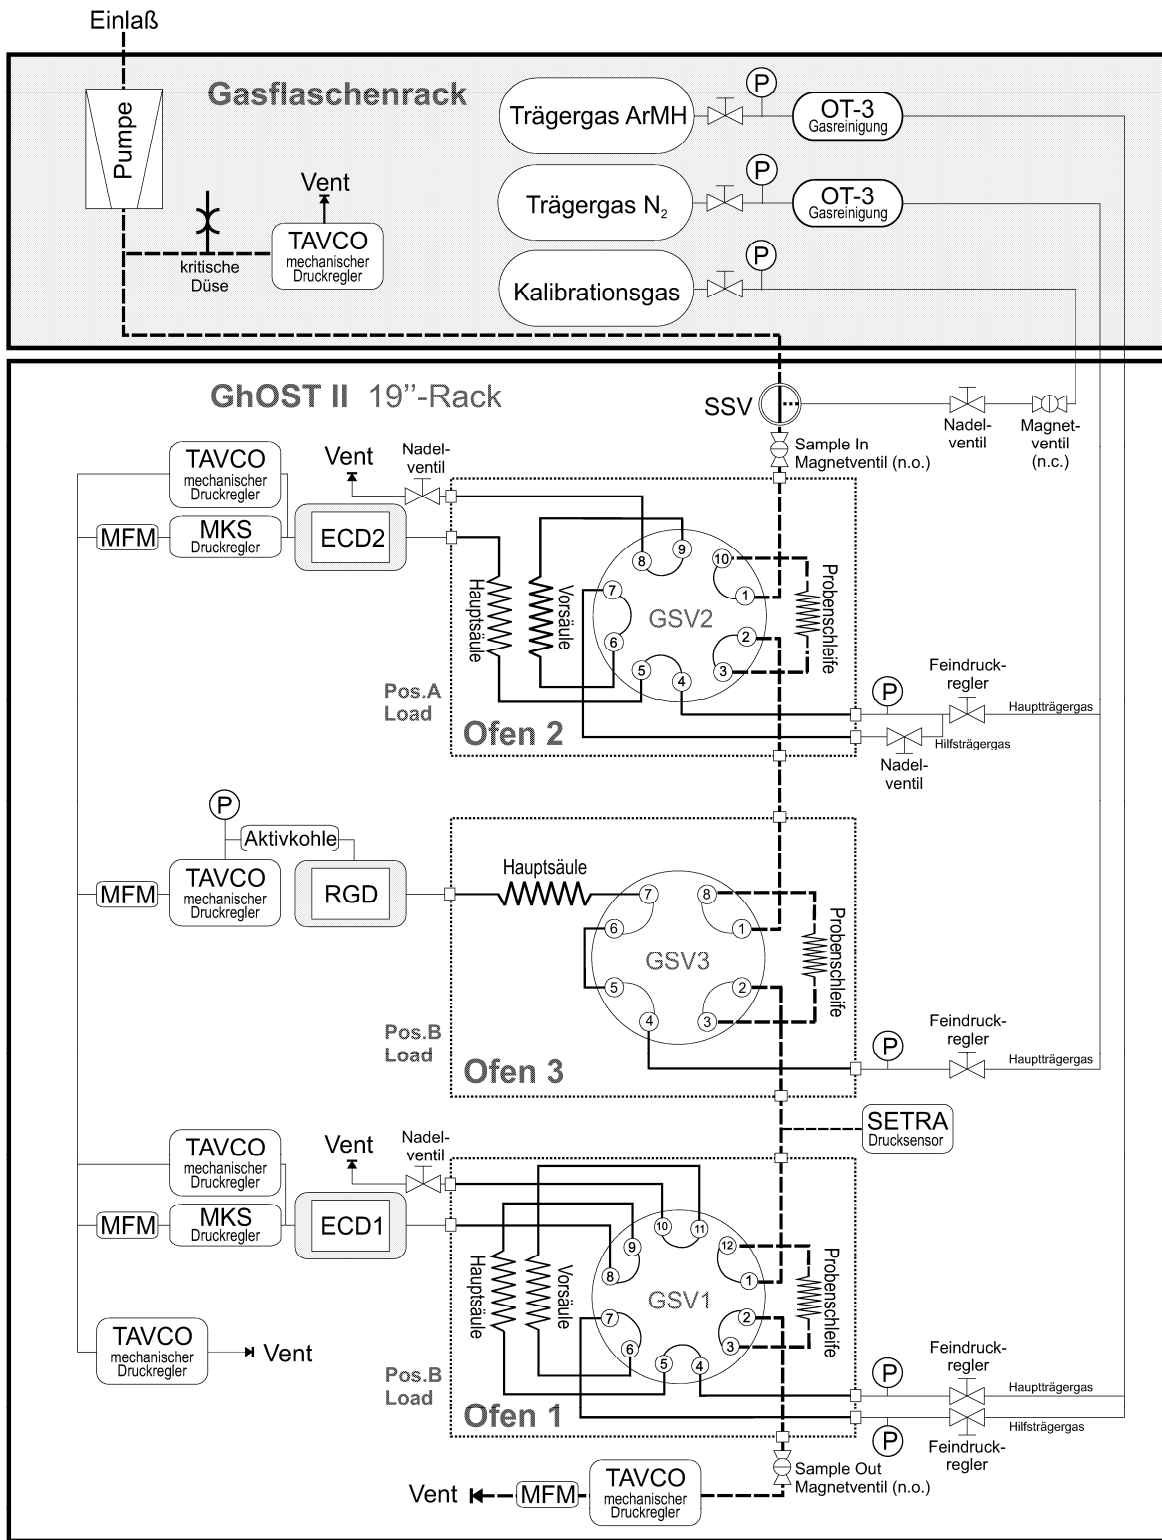 Einlaß
Gasflaschenrack
Pumpe
Trägergas ArMH
P
OT-3
Gasreinigung
Vent
Trägergas N₂
P
OT-3
Gasreinigung
TAVCO
mechanischer
Druckregler
kritische
Düse
Kalibrationsgas
P
GhOST II 19''-Rack
SSV
Nadel-
ventil
Magnet-
ventil
(n.c.)
Sample In
Magnetventil (n.o.)
TAVCO
mechanischer
Druckregler
Vent
Nadel-
ventil
MFM
MKS
Druckregler
ECD2
Hauptsäule
Vorsäule
8
9
10
7
1
GSV2
6
2
5
4
3
Probenschleife
Pos.A
Load
Ofen 2
P
Feindruck-
regler
Hauptträgergas
Hilfsträgergas
Nadel-
ventil
P
Aktivkohle
MFM
TAVCO
mechanischer
Druckregler
RGD
Hauptsäule
7
8
6
1
GSV3
5
2
4
3
Probenschleife
Pos.B
Load
Ofen 3
P
Feindruck-
regler
Hauptträgergas
SETRA
Drucksensor
TAVCO
mechanischer
Druckregler
Vent
Nadel-
ventil
MFM
MKS
Druckregler
ECD1
Hauptsäule
Vorsäule
10
11
9
12
8
1
GSV1
7
2
6
3
5
4
Probenschleife
TAVCO
mechanischer
Druckregler
Vent
Pos.B
Load
Ofen 1
P
Feindruck-
regler
Hauptträgergas
Hilfsträgergas
P
Feindruck-
regler
Sample Out
Magnetventil (n.o.)
Vent
MFM
TAVCO
mechanischer
Druckregler